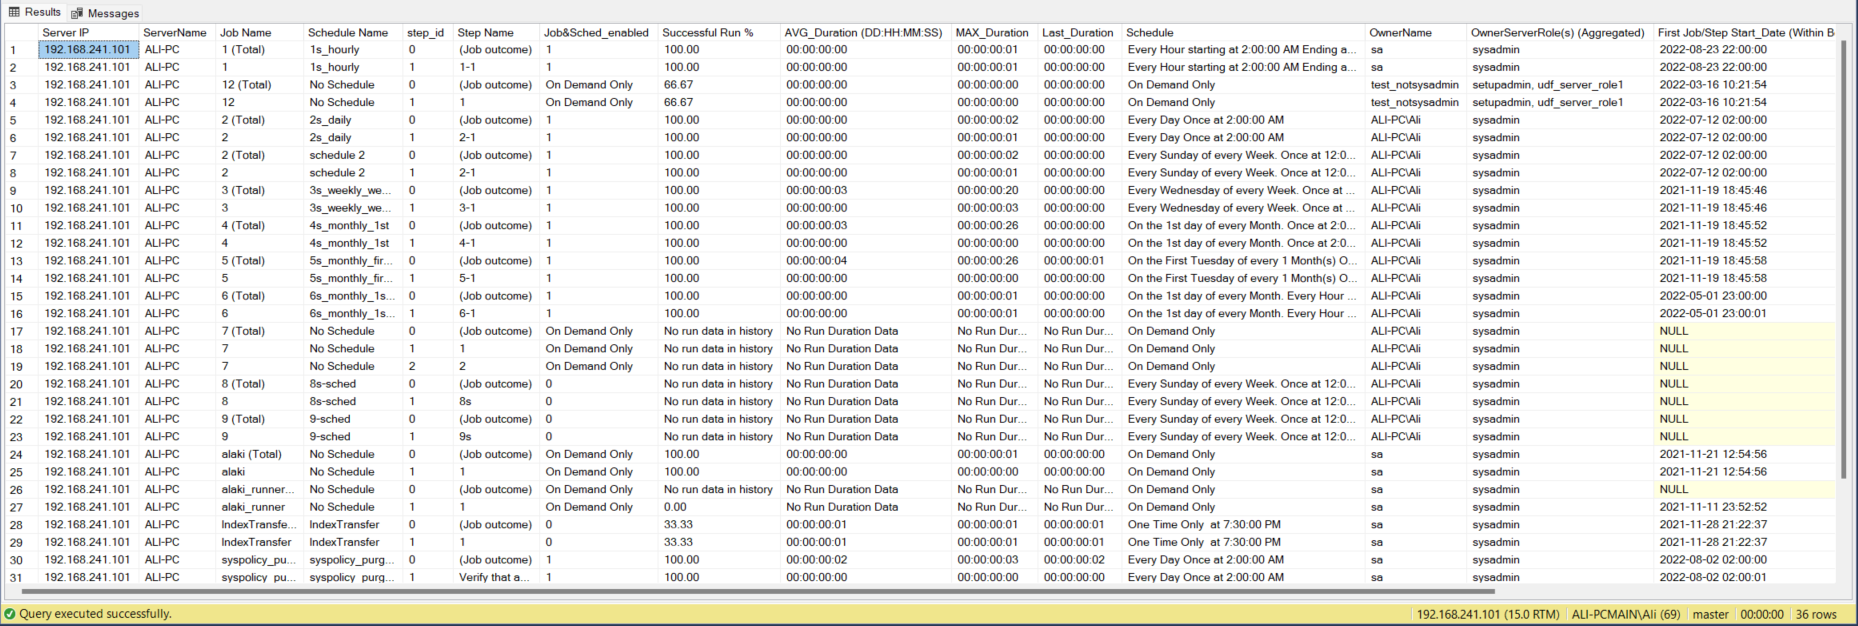 Results Messages
Server IP ServerName Job Name Schedule Name step_id Step Name Job&Sched_enabled Successful Run % AVG_Duration (DD:HH:MM:SS) MAX_Duration Last_Duration Schedule OwnerName OwnerServerRole(s) (Aggregated) First Job/Step Start_Date (Within B
1 192.168.241.101 ALI-PC 1 (Total) 1s_hourly 0 (Job outcome) 1 100.00 00:00:00:00 00:00:00:01 00:00:00:00 Every Hour starting at 2:00:00 AM Ending a... sa sysadmin 2022-08-23 22:00:00
2 192.168.241.101 ALI-PC 1 1s_hourly 1 1-1 1 100.00 00:00:00:00 00:00:00:01 00:00:00:00 Every Hour starting at 2:00:00 AM Ending a... sa sysadmin 2022-08-23 22:00:00
3 192.168.241.101 ALI-PC 12 (Total) No Schedule 0 (Job outcome) On Demand Only 66.67 00:00:00:00 00:00:00:00 00:00:00:00 On Demand Only test_notsysadmin setupadmin, udf_server_role1 2022-03-16 10:21:54
4 192.168.241.101 ALI-PC 12 No Schedule 1 1 On Demand Only 66.67 00:00:00:00 00:00:00:00 00:00:00:00 On Demand Only test_notsysadmin setupadmin, udf_server_role1 2022-03-16 10:21:54
5 192.168.241.101 ALI-PC 2 (Total) 2s_daily 0 (Job outcome) 1 100.00 00:00:00:00 00:00:00:02 00:00:00:00 Every Day Once at 2:00:00 AM ALI-PC\Ali sysadmin 2022-07-12 02:00:00
6 192.168.241.101 ALI-PC 2 2s_daily 1 2-1 1 100.00 00:00:00:00 00:00:00:01 00:00:00:00 Every Day Once at 2:00:00 AM ALI-PC\Ali sysadmin 2022-07-12 02:00:00
7 192.168.241.101 ALI-PC 2 (Total) schedule 2 0 (Job outcome) 1 100.00 00:00:00:00 00:00:00:02 00:00:00:00 Every Sunday of every Week. Once at 12:0... ALI-PC\Ali sysadmin 2022-07-12 02:00:00
8 192.168.241.101 ALI-PC 2 schedule 2 1 2-1 1 100.00 00:00:00:00 00:00:00:01 00:00:00:00 Every Sunday of every Week. Once at 12:0... ALI-PC\Ali sysadmin 2022-07-12 02:00:00
9 192.168.241.101 ALI-PC 3 (Total) 3s_weekly_we... 0 (Job outcome) 1 100.00 00:00:00:03 00:00:00:20 00:00:00:00 Every Wednesday of every Week. Once at ... ALI-PC\Ali sysadmin 2021-11-19 18:45:46
10 192.168.241.101 ALI-PC 3 3s_weekly_we... 1 3-1 1 100.00 00:00:00:00 00:00:00:03 00:00:00:00 Every Wednesday of every Week. Once at ... ALI-PC\Ali sysadmin 2021-11-19 18:45:46
11 192.168.241.101 ALI-PC 4 (Total) 4s_monthly_1st 0 (Job outcome) 1 100.00 00:00:00:03 00:00:00:26 00:00:00:00 On the 1st day of every Month. Once at 2:0... ALI-PC\Ali sysadmin 2021-11-19 18:45:52
12 192.168.241.101 ALI-PC 4 4s_monthly_1st 1 4-1 1 100.00 00:00:00:00 00:00:00:00 00:00:00:00 On the 1st day of every Month. Once at 2:0... ALI-PC\Ali sysadmin 2021-11-19 18:45:52
13 192.168.241.101 ALI-PC 5 (Total) 5s_monthly_fir... 0 (Job outcome) 1 100.00 00:00:00:04 00:00:00:26 00:00:00:01 On the First Tuesday of every 1 Month(s) O... ALI-PC\Ali sysadmin 2021-11-19 18:45:58
14 192.168.241.101 ALI-PC 5 5s_monthly_fir... 1 5-1 1 100.00 00:00:00:00 00:00:00:00 00:00:00:00 On the First Tuesday of every 1 Month(s) O... ALI-PC\Ali sysadmin 2021-11-19 18:45:58
15 192.168.241.101 ALI-PC 6 (Total) 6s_monthly_1s... 0 (Job outcome) 1 100.00 00:00:00:00 00:00:00:01 00:00:00:00 On the 1st day of every Month. Every Hour ... ALI-PC\Ali sysadmin 2022-05-01 23:00:00
16 192.168.241.101 ALI-PC 6 6s_monthly_1s... 1 6-1 1 100.00 00:00:00:00 00:00:00:01 00:00:00:00 On the 1st day of every Month. Every Hour ... ALI-PC\Ali sysadmin 2022-05-01 23:00:01
17 192.168.241.101 ALI-PC 7 (Total) No Schedule 0 (Job outcome) On Demand Only No run data in history No Run Duration Data No Run Dur... No Run Dur... On Demand Only ALI-PC\Ali sysadmin NULL
18 192.168.241.101 ALI-PC 7 No Schedule 1 1 On Demand Only No run data in history No Run Duration Data No Run Dur... No Run Dur... On Demand Only ALI-PC\Ali sysadmin NULL
19 192.168.241.101 ALI-PC 7 No Schedule 2 2 On Demand Only No run data in history No Run Duration Data No Run Dur... No Run Dur... On Demand Only ALI-PC\Ali sysadmin NULL
20 192.168.241.101 ALI-PC 8 (Total) 8s-sched 0 (Job outcome) 0 No run data in history No Run Duration Data No Run Dur... No Run Dur... Every Sunday of every Week. Once at 12:0... ALI-PC\Ali sysadmin NULL
21 192.168.241.101 ALI-PC 8 8s-sched 1 8s 0 No run data in history No Run Duration Data No Run Dur... No Run Dur... Every Sunday of every Week. Once at 12:0... ALI-PC\Ali sysadmin NULL
22 192.168.241.101 ALI-PC 9 (Total) 9-sched 0 (Job outcome) 0 No run data in history No Run Duration Data No Run Dur... No Run Dur... Every Sunday of every Week. Once at 12:0... ALI-PC\Ali sysadmin NULL
23 192.168.241.101 ALI-PC 9 9-sched 1 9s 0 No run data in history No Run Duration Data No Run Dur... No Run Dur... Every Sunday of every Week. Once at 12:0... ALI-PC\Ali sysadmin NULL
24 192.168.241.101 ALI-PC alaki (Total) No Schedule 0 (Job outcome) On Demand Only 100.00 00:00:00:00 00:00:00:01 00:00:00:00 On Demand Only sa sysadmin 2021-11-21 12:54:56
25 192.168.241.101 ALI-PC alaki No Schedule 1 1 On Demand Only 100.00 00:00:00:00 00:00:00:00 00:00:00:00 On Demand Only sa sysadmin 2021-11-21 12:54:56
26 192.168.241.101 ALI-PC alaki_runner... No Schedule 0 (Job outcome) On Demand Only No run data in history No Run Duration Data No Run Dur... No Run Dur... On Demand Only sa sysadmin NULL
27 192.168.241.101 ALI-PC alaki_runner No Schedule 1 1 On Demand Only 0.00 No Run Duration Data No Run Dur... No Run Dur... On Demand Only sa sysadmin 2021-11-11 23:52:52
28 192.168.241.101 ALI-PC IndexTransfe... IndexTransfer 0 (Job outcome) 0 33.33 00:00:00:01 00:00:00:01 00:00:00:01 One Time Only at 7:30:00 PM sa sysadmin 2021-11-28 21:22:37
29 192.168.241.101 ALI-PC IndexTransfer IndexTransfer 1 1 0 33.33 00:00:00:01 00:00:00:01 00:00:00:01 One Time Only at 7:30:00 PM sa sysadmin 2021-11-28 21:22:37
30 192.168.241.101 ALI-PC syspolicy_pu... syspolicy_purg... 0 (Job outcome) 1 100.00 00:00:00:02 00:00:00:03 00:00:00:02 Every Day Once at 2:00:00 AM sa sysadmin 2022-08-02 02:00:00
31 192.168.241.101 ALI-PC syspolicy_pu... syspolicy_purg... 1 Verify that a... 1 100.00 00:00:00:00 00:00:00:00 00:00:00:00 Every Day Once at 2:00:00 AM sa sysadmin 2022-08-02 02:00:01
Query executed successfully. 192.168.241.101 (15.0 RTM) ALI-PCMAIN\Ali (69) master 00:00:00 36 rows